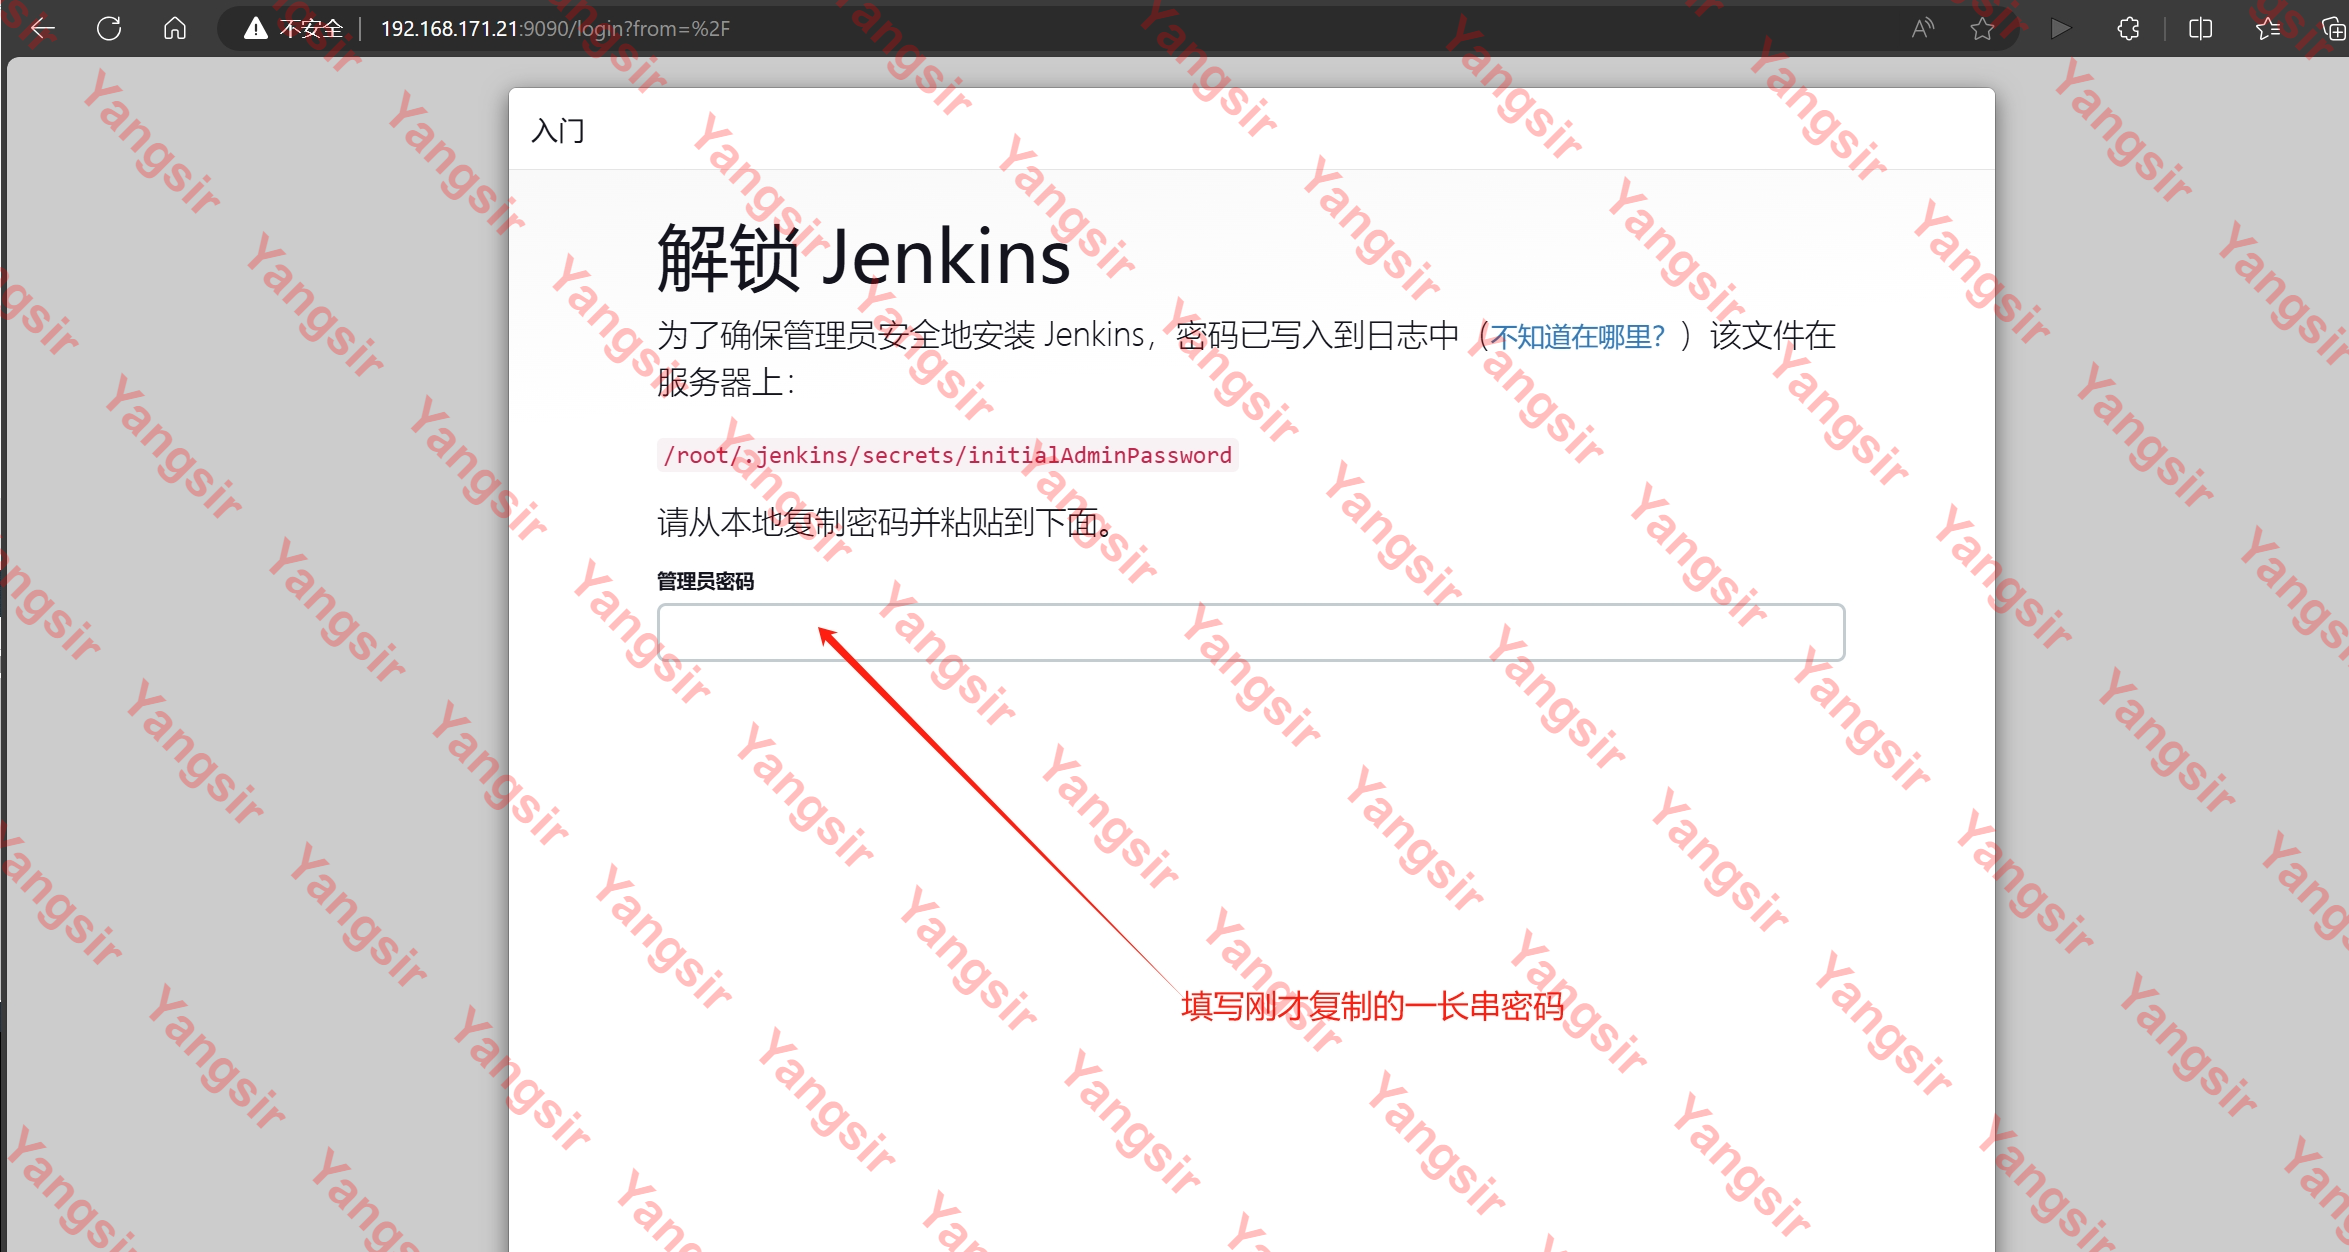 不安全 192.168.171.21:9090/login?from=%2F
入门
解锁 Jenkins
为了确保管理员安全地安装 Jenkins，密码已写入到日志中（不知道在哪里？）该文件在
服务器上：
/root/.jenkins/secrets/initialAdminPassword
请从本地复制密码并粘贴到下面。
管理员密码
填写刚才复制的一长串密码
Yangsir